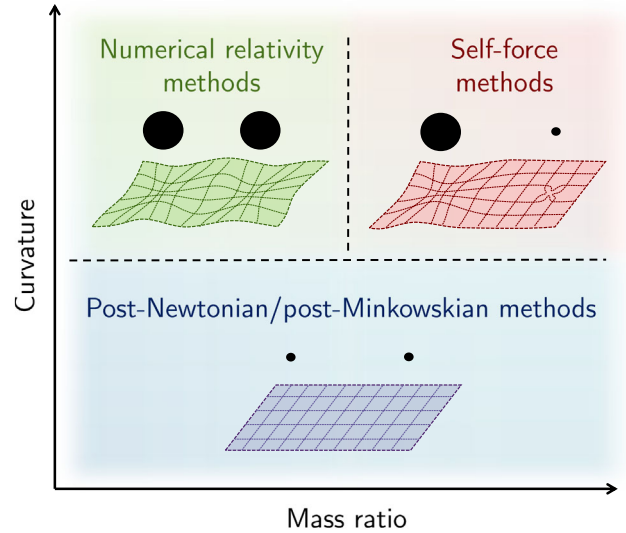 Numerical relativity
methods
Self-force
methods
Curvature
Post-Newtonian/post-Minkowskian methods
Mass ratio